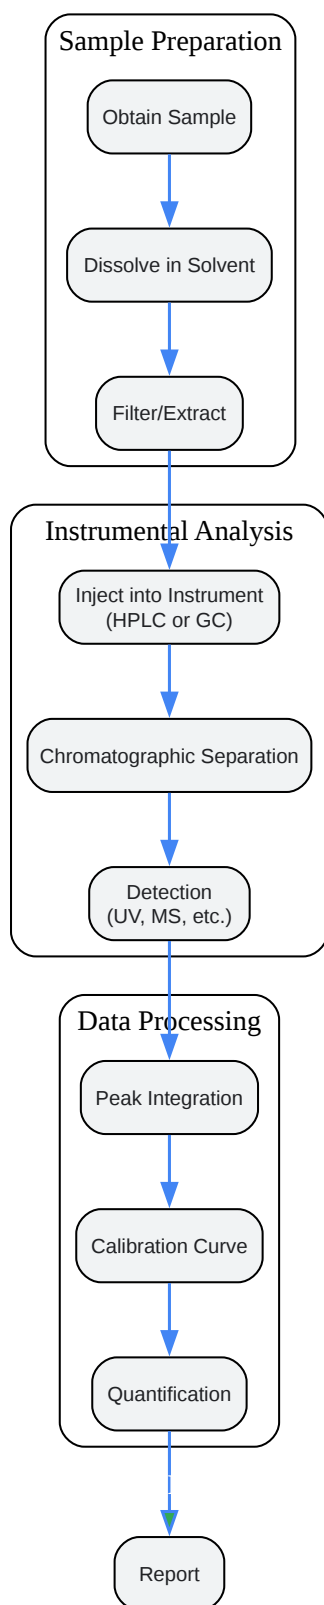 Sample Preparation
Obtain Sample
Dissolve in Solvent
Filter/Extract
Instrumental Analysis
Inject into Instrument
(HPLC or GC)
Chromatographic Separation
Detection
(UV, MS, etc.)
Data Processing
Peak Integration
Calibration Curve
Quantification
Report